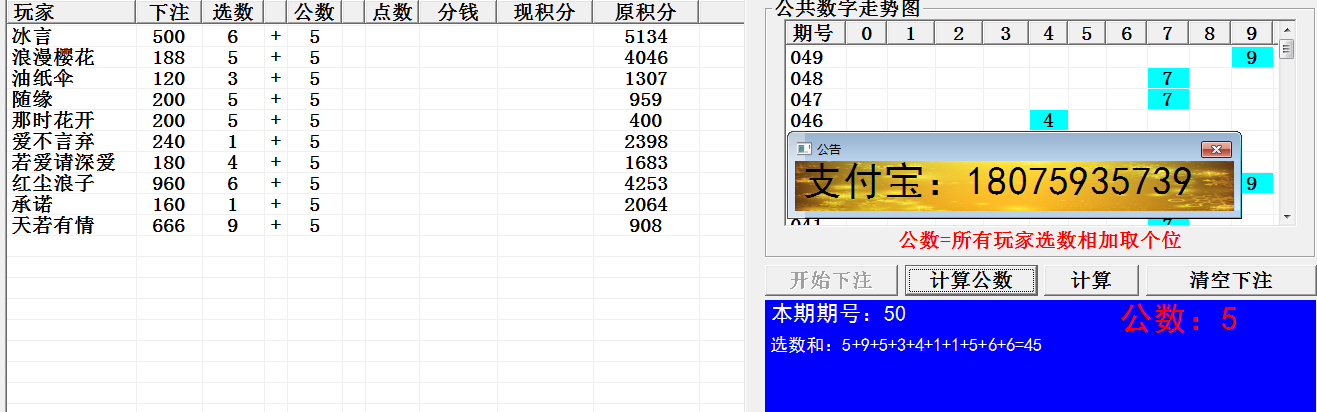 玩家 下注 选数 公数 点数 分钱 现积分 原积分
冰言 500 6 + 5 5134
浪漫樱花 188 5 + 5 4046
油纸伞 120 3 + 5 1307
随缘 200 5 + 5 959
那时花开 200 5 + 5 400
爱不言弃 240 1 + 5 2398
若爱请深爱 180 4 + 5 1683
红尘浪子 960 6 + 5 4253
承诺 160 1 + 5 2064
天若有情 666 9 + 5 908
公共数字走势图
期号 0 1 2 3 4 5 6 7 8 9
049 9
048 7
047 7
046 4
公告
支付宝：18075935739
9
041 7
公数=所有玩家选数相加取个位
开始下注 计算公数 计算 清空下注
本期期号：50
公数：5
选数和：5+9+5+3+4+1+1+5+6+6=45